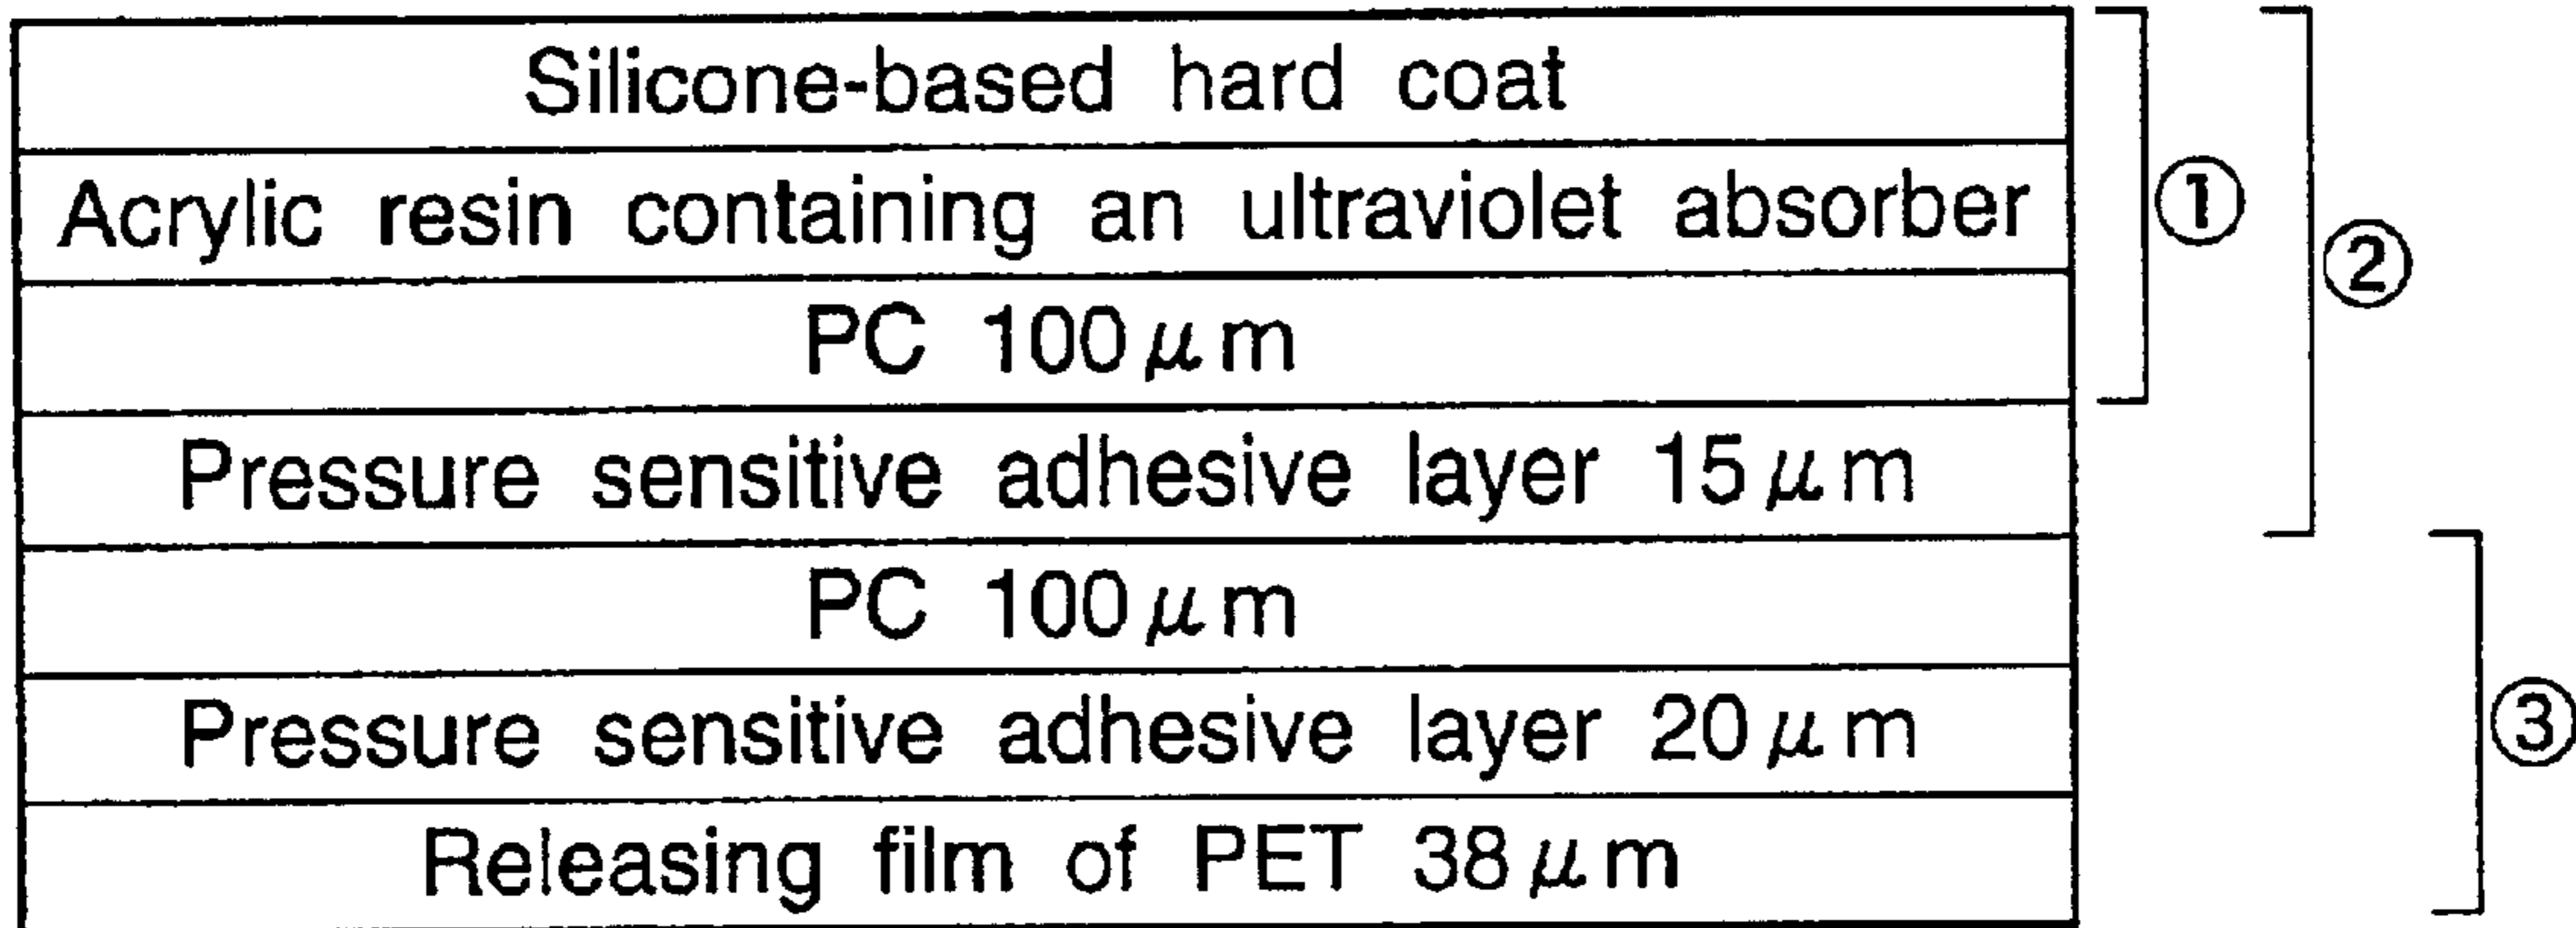 Silicone-based hard coat
Acrylic resin containing an ultraviolet absorber
①
②
PC 100μm
Pressure sensitive adhesive layer 15μm
PC 100μm
Pressure sensitive adhesive layer 20μm
③
Releasing film of PET 38μm